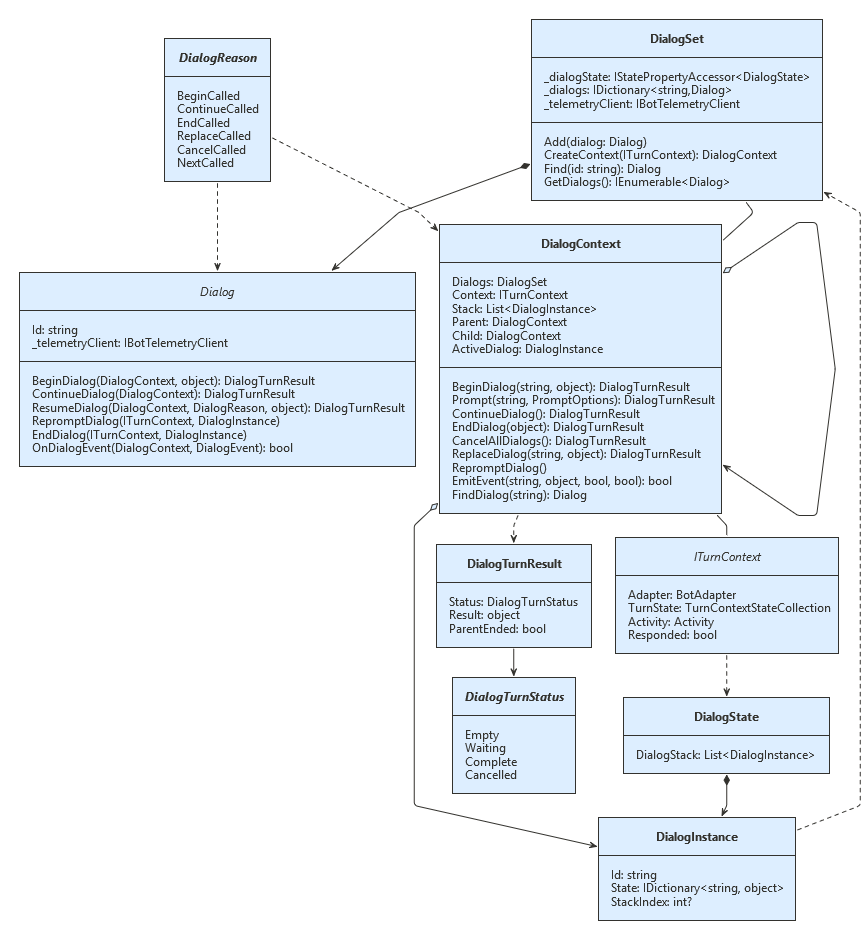 DialogReason
BeginCalled
ContinueCalled
EndCalled
ReplaceCalled
CancelCalled
NextCalled
DialogSet
_dialogState: IStatePropertyAccessor<DialogState>
_dialogs: IDictionary<string,Dialog>
_telemetryClient: IBotTelemetryClient
Add(dialog: Dialog)
CreateContext(ITurnContext): DialogContext
Find(id: string): Dialog
GetDialogs(): IEnumerable<Dialog>
Dialog
Id: string
_telemetryClient: IBotTelemetryClient
BeginDialog(DialogContext, object): DialogTurnResult
ContinueDialog(DialogContext): DialogTurnResult
ResumeDialog(DialogContext, DialogReason, object): DialogTurnResult
RepromptDialog(ITurnContext, DialogInstance)
EndDialog(ITurnContext, DialogInstance)
OnDialogEvent(DialogContext, DialogEvent): bool
DialogContext
Dialogs: DialogSet
Context: ITurnContext
Stack: List<DialogInstance>
Parent: DialogContext
Child: DialogContext
ActiveDialog: DialogInstance
BeginDialog(string, object): DialogTurnResult
Prompt(string, PromptOptions): DialogTurnResult
ContinueDialog(): DialogTurnResult
EndDialog(object): DialogTurnResult
CancelAllDialogs(): DialogTurnResult
ReplaceDialog(string, object): DialogTurnResult
RepromptDialog()
EmitEvent(string, object, bool, bool): bool
FindDialog(string): Dialog
DialogTurnResult
Status: DialogTurnStatus
Result: object
ParentEnded: bool
ITurnContext
Adapter: BotAdapter
TurnState: TurnContextStateCollection
Activity: Activity
Responded: bool
DialogTurnStatus
Empty
Waiting
Complete
Cancelled
DialogState
DialogStack: List<DialogInstance>
DialogInstance
Id: string
State: IDictionary<string, object>
StackIndex: int?